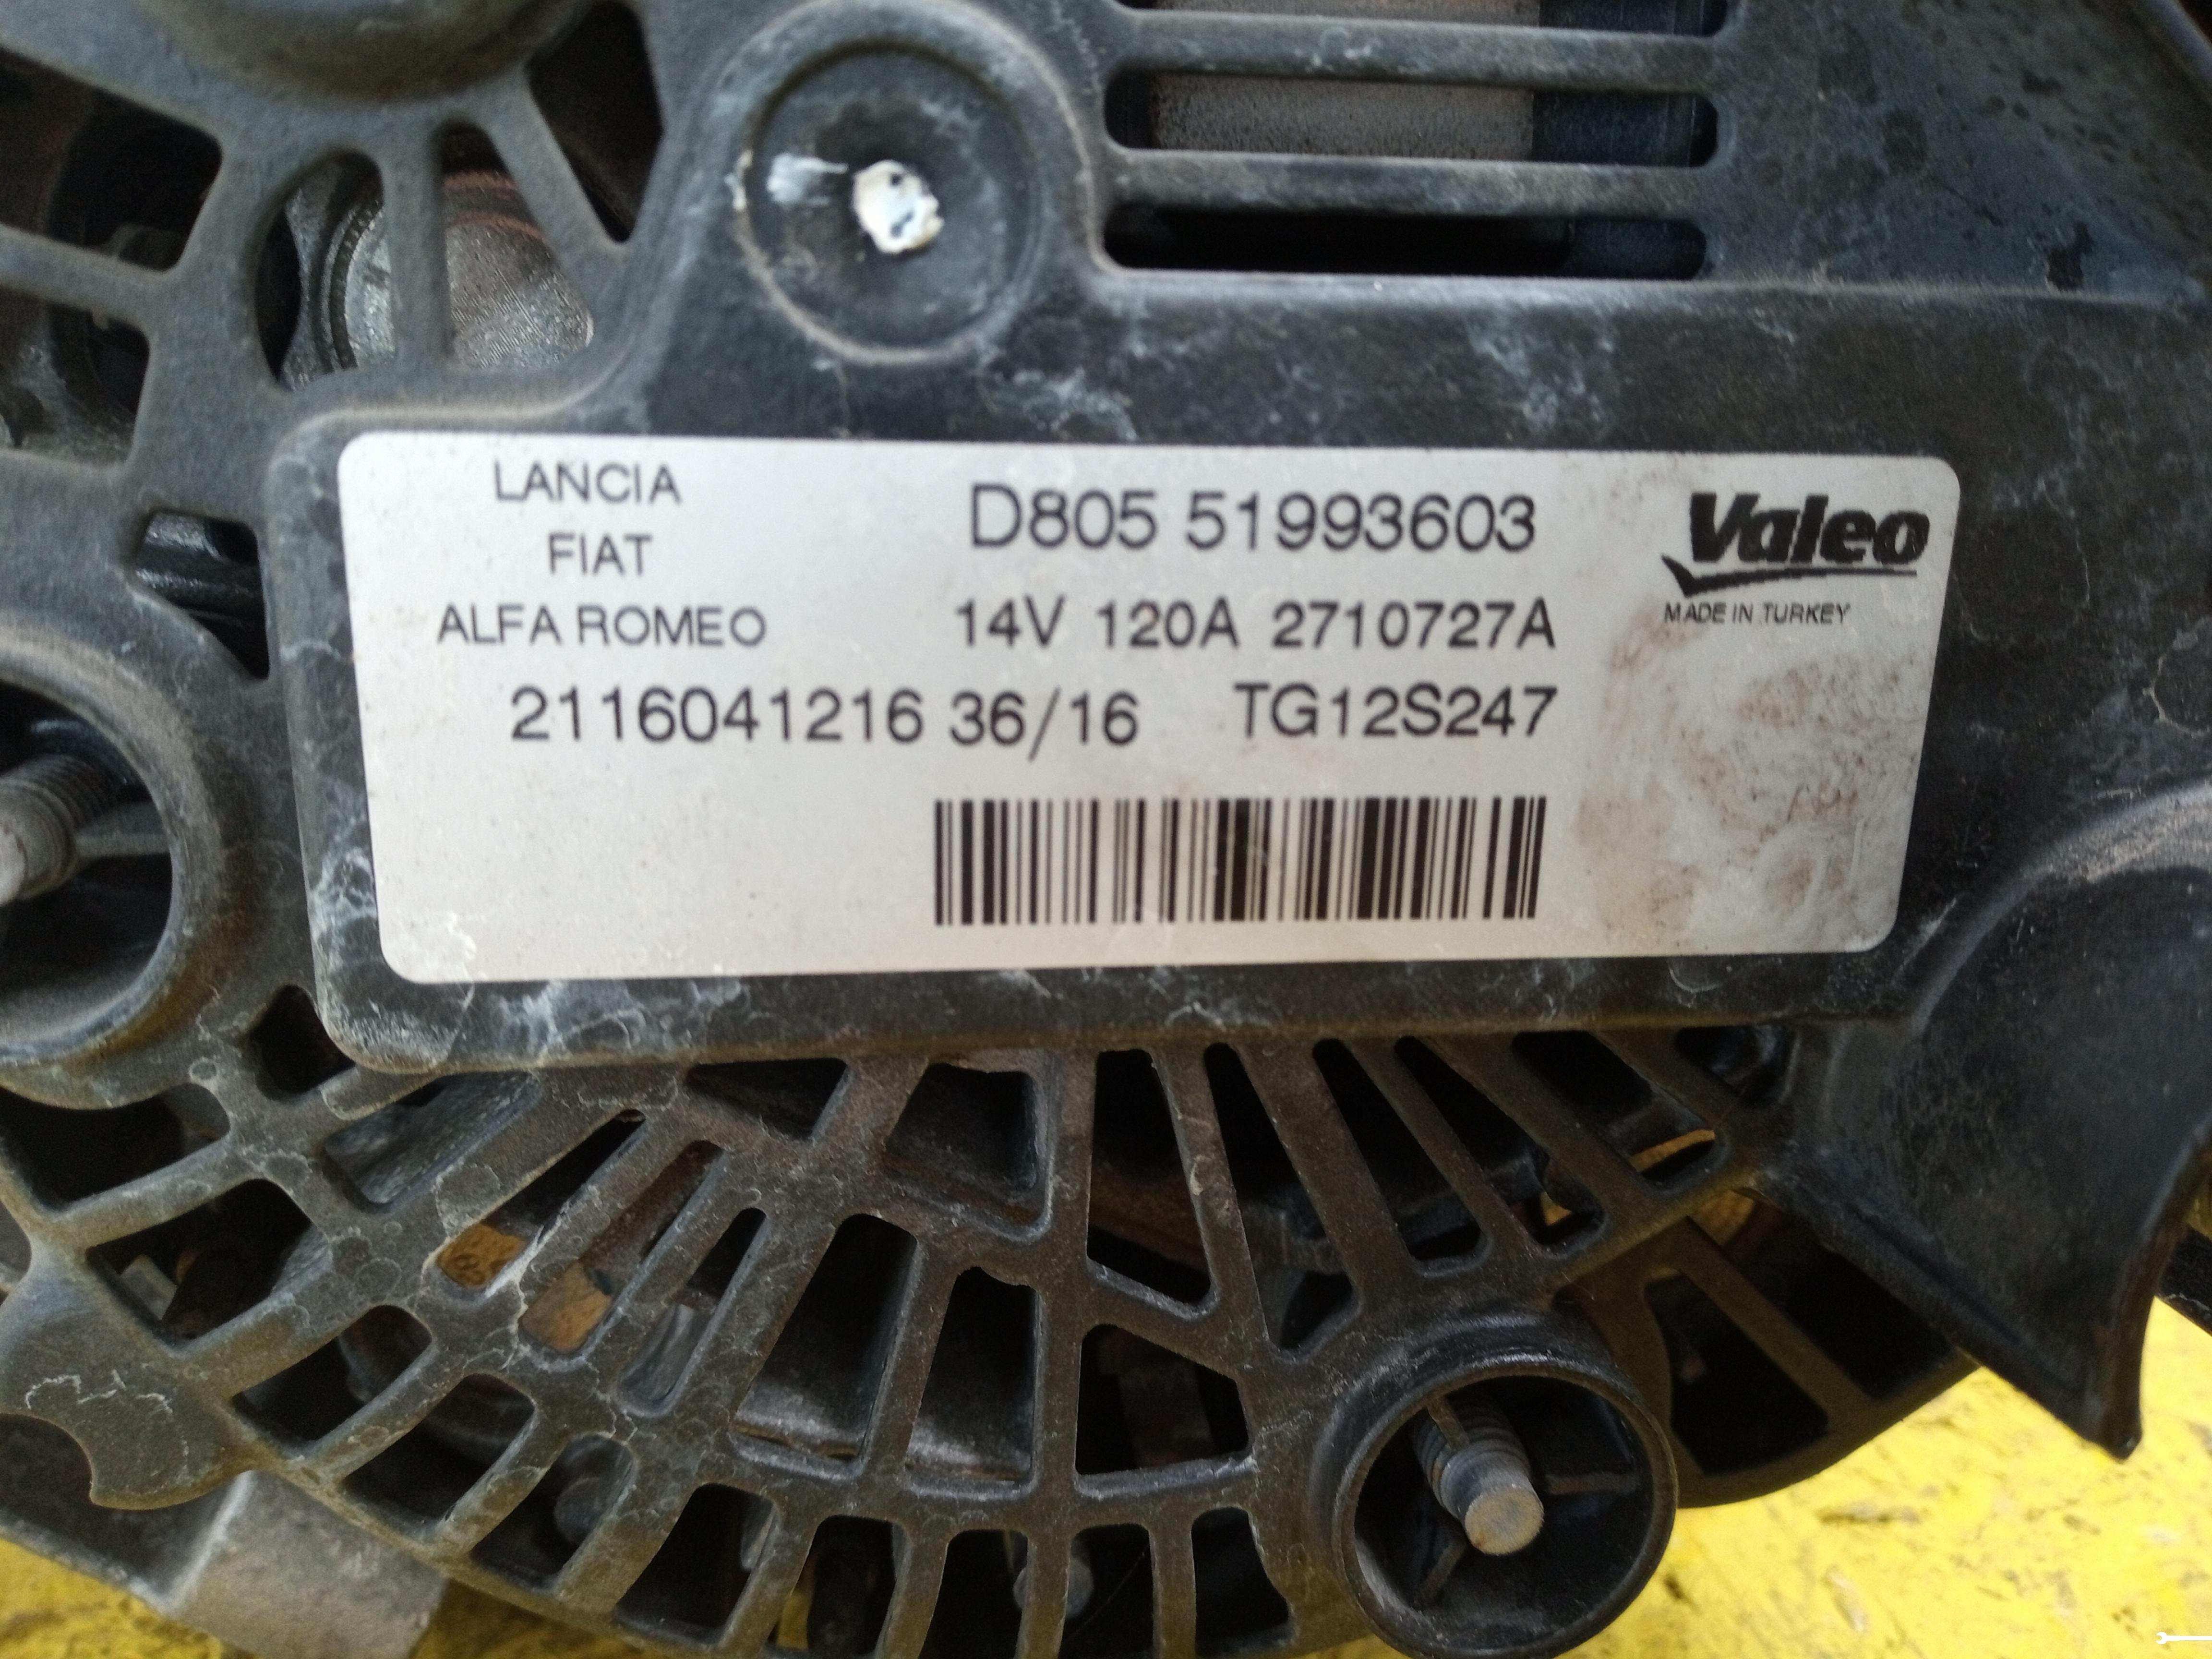 LANCIA
FIAT
ALFA ROMEO
D805 51993603
14V 120A 2710727A
2116041216 36/16 TG12S247
Valeo
MADE IN TURKEY